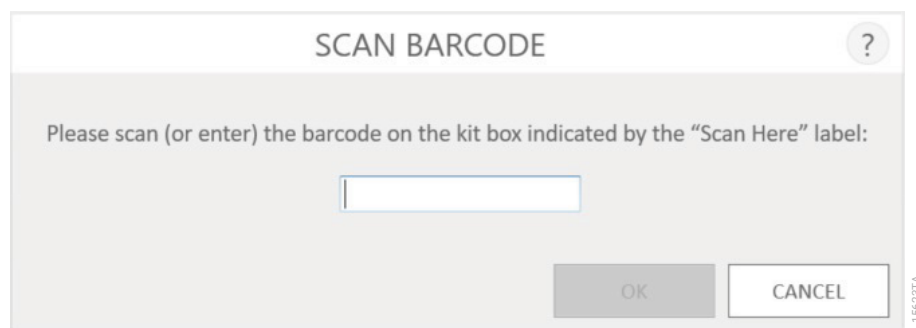 SCAN BARCODE
?
Please scan (or enter) the barcode on the kit box indicated by the “Scan Here” label:
OK
CANCEL